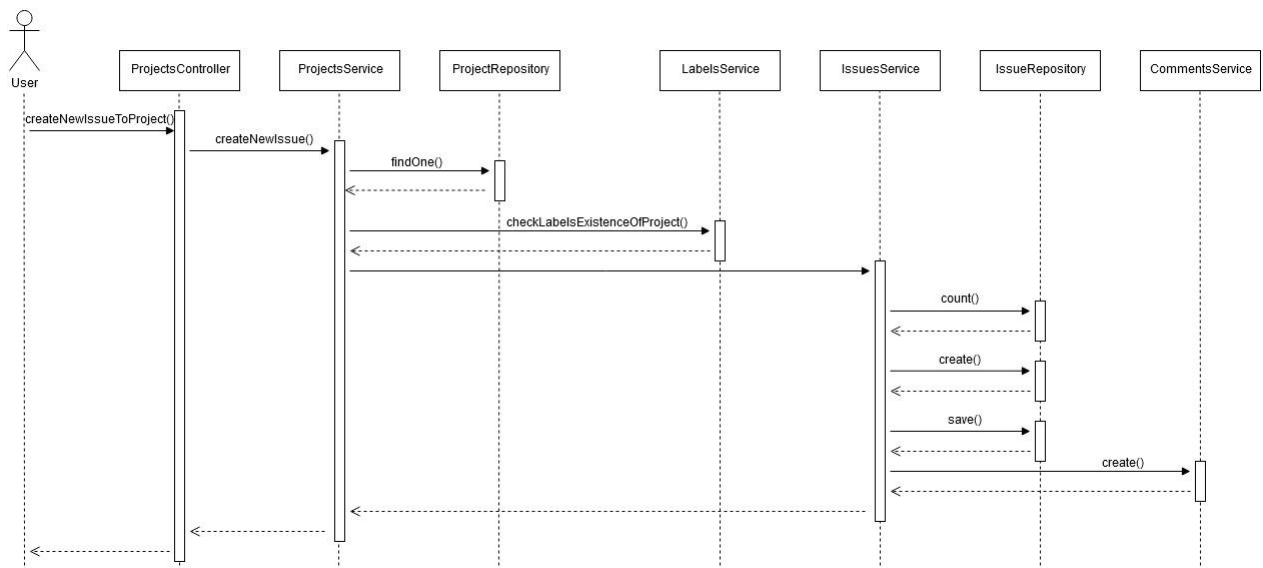 User
ProjectsController
ProjectsService
ProjectRepository
LabelsService
IssuesService
IssueRepository
CommentsService
createNewIssueToProject()
createNewIssue()
findOne()
checkLabelsExistenceOfProject()
count()
create()
save()
create()